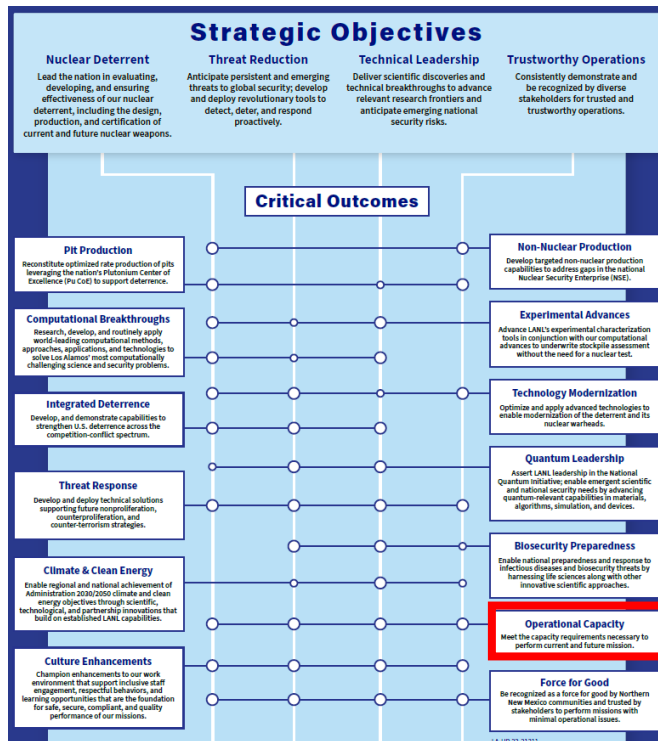 Strategic Objectives
Nuclear Deterrent
Lead the nation in evaluating,
developing, and ensuring
effectiveness of our nuclear
deterrent, including the design,
production, and certification of
current and future nuclear weapons.
Threat Reduction
Anticipate persistent and emerging
threats to global security; develop
and deploy revolutionary tools to
detect, deter, and respond
proactively.
Technical Leadership
Deliver scientific discoveries and
technical breakthroughs to advance
relevant research frontiers and
anticipate emerging national
security risks.
Trustworthy Operations
Consistently demonstrate and
be recognized by diverse
stakeholders for trusted and
trustworthy operations.
Critical Outcomes
Pit Production
Reconstitute optimized rate production of pits
leveraging the nation's Plutonium Center of
Excellence (Pu CoE) to support deterrence.
Non-Nuclear Production
Develop targeted non-nuclear production
capabilities to address gaps in the national
Nuclear Security Enterprise (NSE).
Computational Breakthroughs
Research, develop, and routinely apply
world-leading computational methods,
approaches, applications, and technologies to
solve Los Alamos' most computationally
challenging science and security problems.
Experimental Advances
Advance LANL's experimental characterization
tools in conjunction with our computational
advances to underwrite stockpile assessment
without the need for a nuclear test.
Integrated Deterrence
Develop, and demonstrate capabilities to
strengthen U.S. deterrence across the
competition-conflict spectrum.
Technology Modernization
Optimize and apply advanced technologies to
enable modernization of the deterrent and its
nuclear warheads.
Threat Response
Develop and deploy technical solutions
supporting future nonproliferation,
counterproliferation, and
counter-terrorism strategies.
Quantum Leadership
Assert LANL leadership in the National
Quantum Initiative; enable emergent scientific
and national security needs by advancing
quantum-relevant capabilities in materials,
algorithms, simulation, and devices.
Climate & Clean Energy
Enable regional and national achievement of
Administration 2030/2050 climate and clean
energy objectives through scientific,
technological, and partnership innovations that
build on established LANL capabilities.
Biosecurity Preparedness
Enable national preparedness and response to
infectious diseases and biosecurity threats by
harnessing life sciences along with other
innovative scientific approaches.
Operational Capacity
Meet the capacity requirements necessary to
perform current and future mission.
Culture Enhancements
Champion enhancements to our work
environment that support inclusive staff
engagement, respectful behaviors, and
learning opportunities that are the foundation
for safe, secure, compliant, and quality
performance of our missions.
Force for Good
Be recognized as a force for good by Northern
New Mexico communities and trusted by
stakeholders to perform missions with
minimal operational issues.